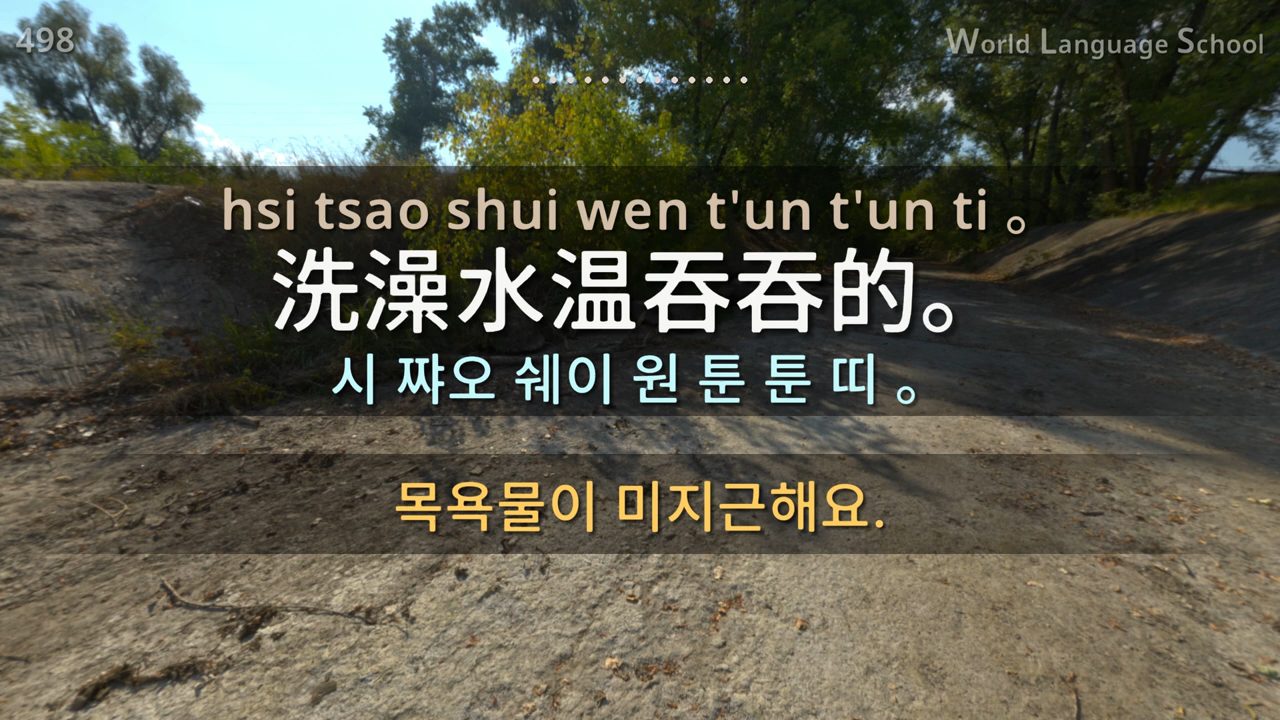 498
World Language School
hsi tsao shui wen t'un t'un ti 。
洗澡水温吞吞的。
시 쨔오 쉐이 원 툰 툰 띠 。
목욕물이 미지근해요.